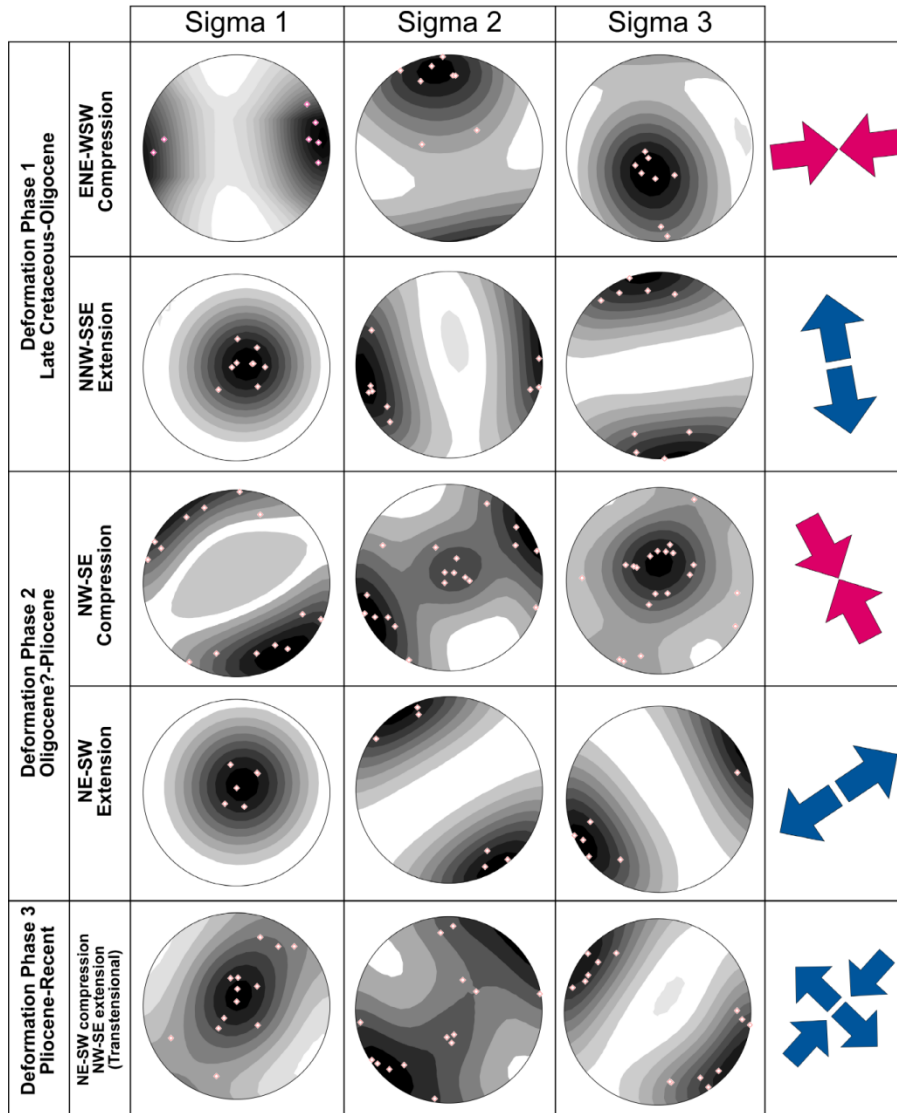 Sigma 1
Sigma 2
Sigma 3
Deformation Phase 1
Late Cretaceous-Oligocene
ENE-WSW
Compression
NNW-SSE
Extension
Deformation Phase 2
Oligocene?-Pliocene
NW-SE
Compression
NE-SW
Extension
Deformation Phase 3
Pliocene-Recent
NE-SW compression
NW-SE extension
(Transtensional)